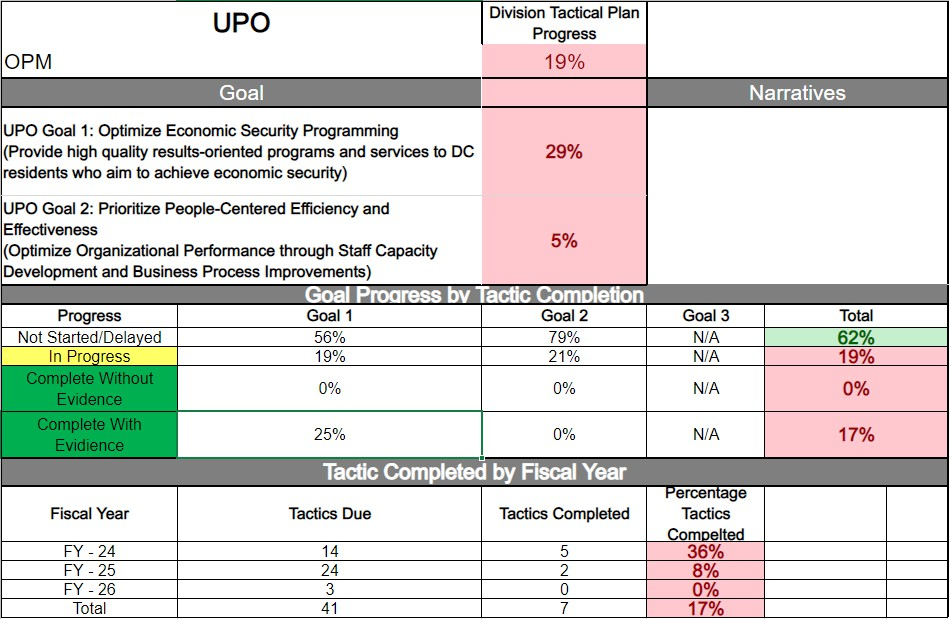 UPO
Division Tactical Plan
Progress
OPM
19%
Goal
Narratives
UPO Goal 1: Optimize Economic Security Programming
(Provide high quality results-oriented programs and services to DC
residents who aim to achieve economic security)
29%
UPO Goal 2: Prioritize People-Centered Efficiency and
Effectiveness
(Optimize Organizational Performance through Staff Capacity
Development and Business Process Improvements)
5%
Goal Progress by Tactic Completion
Progress Goal 1 Goal 2 Goal 3 Total
Not Started/Delayed 56% 79% N/A 62%
In Progress 19% 21% N/A 19%
Complete Without
Evidence
0% 0% N/A 0%
Complete With
Evidience
25% 0% N/A 17%
Tactic Completed by Fiscal Year
Fiscal Year Tactics Due Tactics Completed
Percentage
Tactics
Compelted
FY - 24 14 5 36%
FY - 25 24 2 8%
FY - 26 3 0 0%
Total 41 7 17%